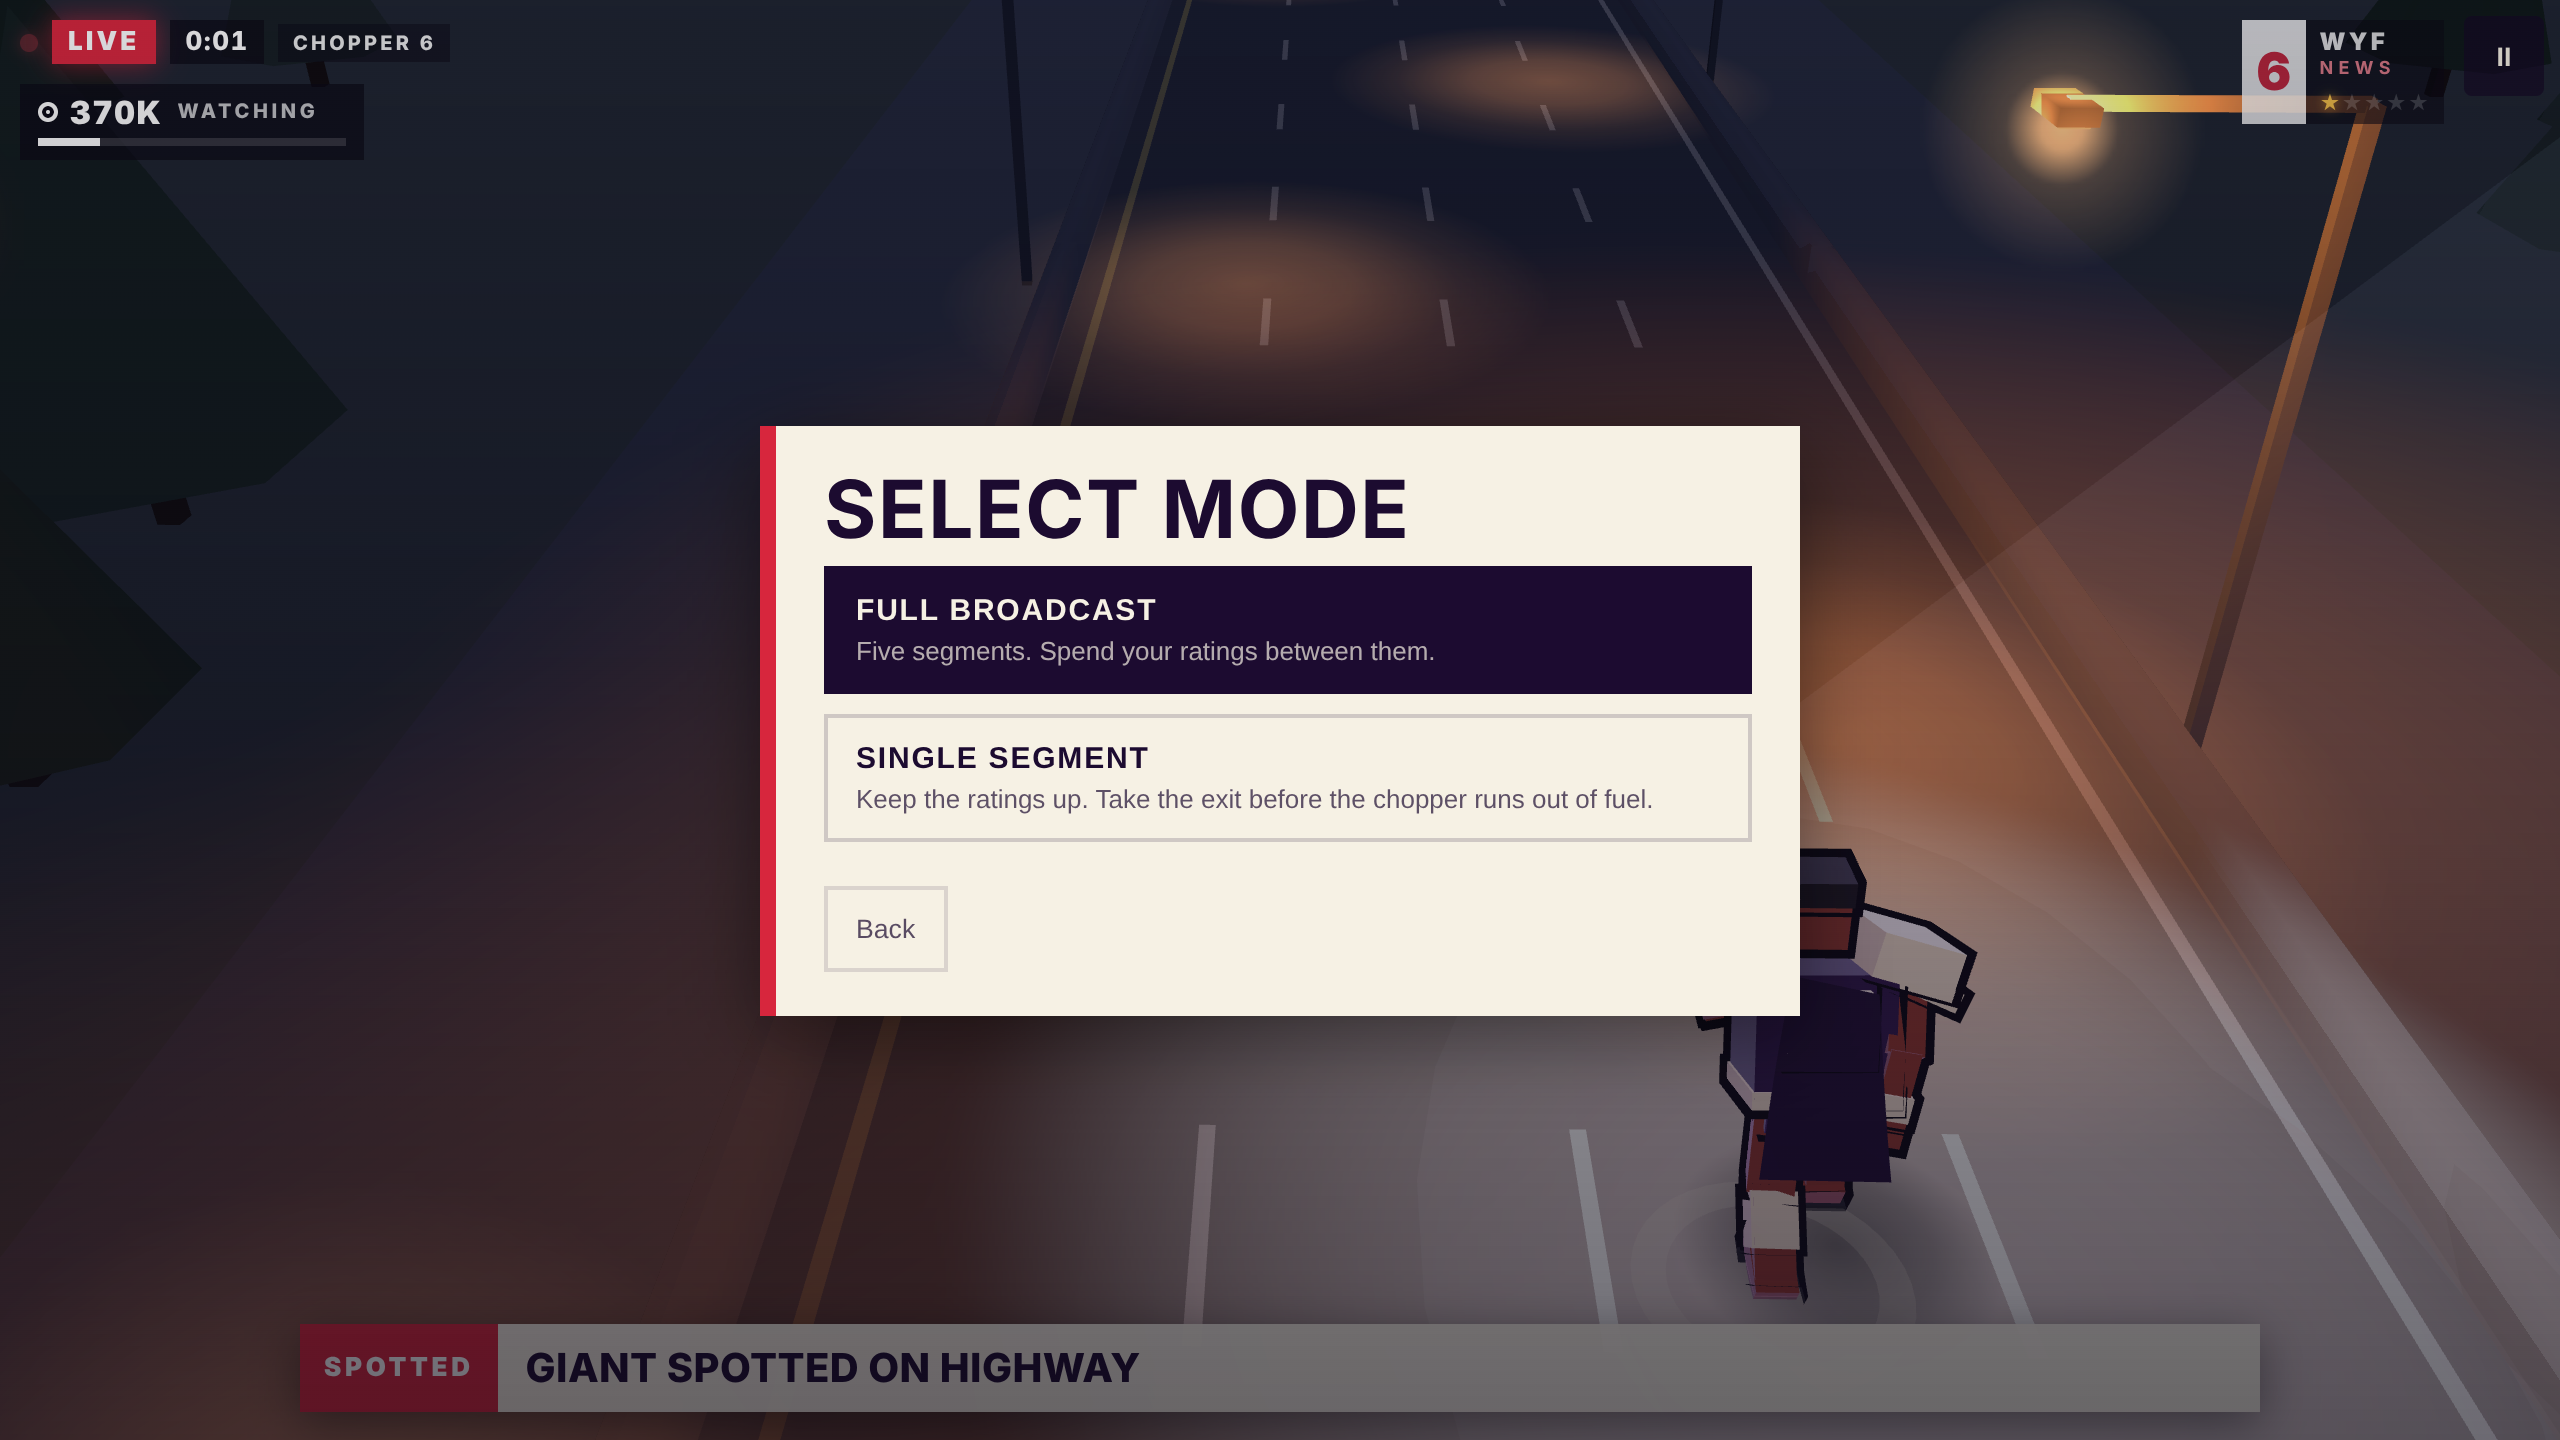 LIVE 0:01 CHOPPER 6
370K WATCHING
6 WYF
NEWS
SELECT MODE
FULL BROADCAST
Five segments. Spend your ratings between them.
SINGLE SEGMENT
Keep the ratings up. Take the exit before the chopper runs out of fuel.
Back
SPOTTED GIANT SPOTTED ON HIGHWAY